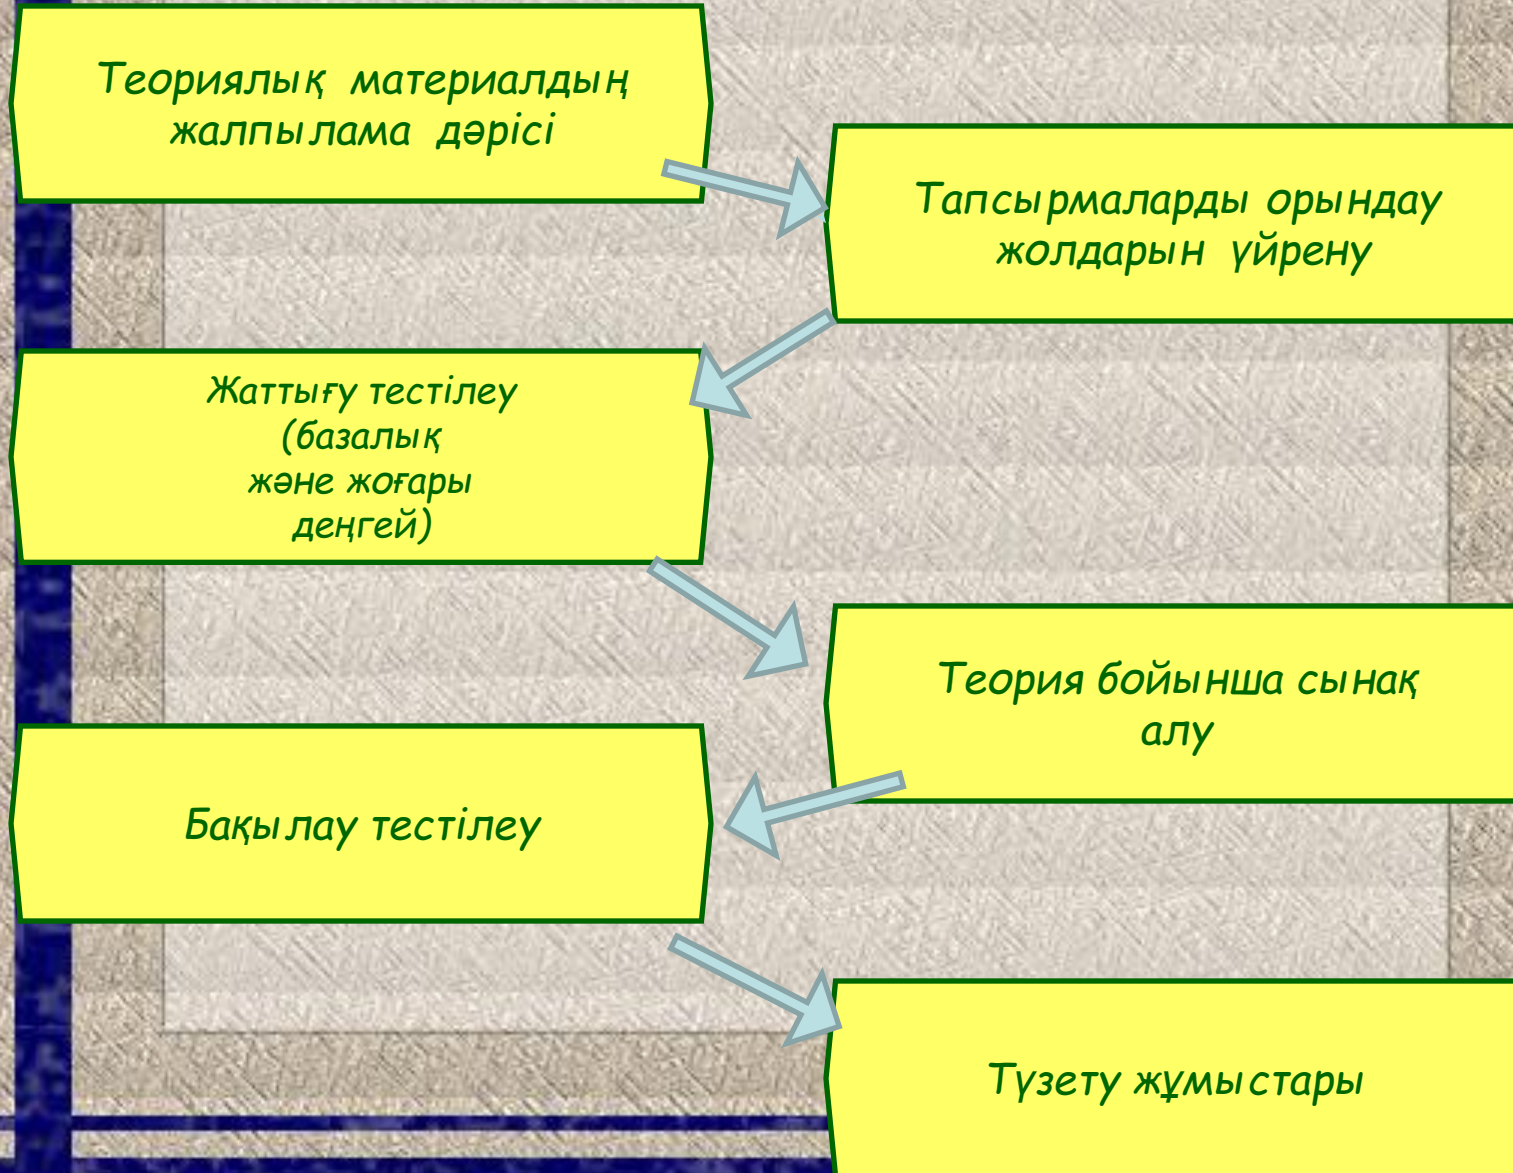 Теориялық материалдың
жалпылама дәрісі
Тапсырмаларды орындау
жолдарын үйрену
Жаттығу тестілеу
(базалық
және жоғары
деңгей)
Теория бойынша сынақ
алу
Бақылау тестілеу
Түзету жұмыстары